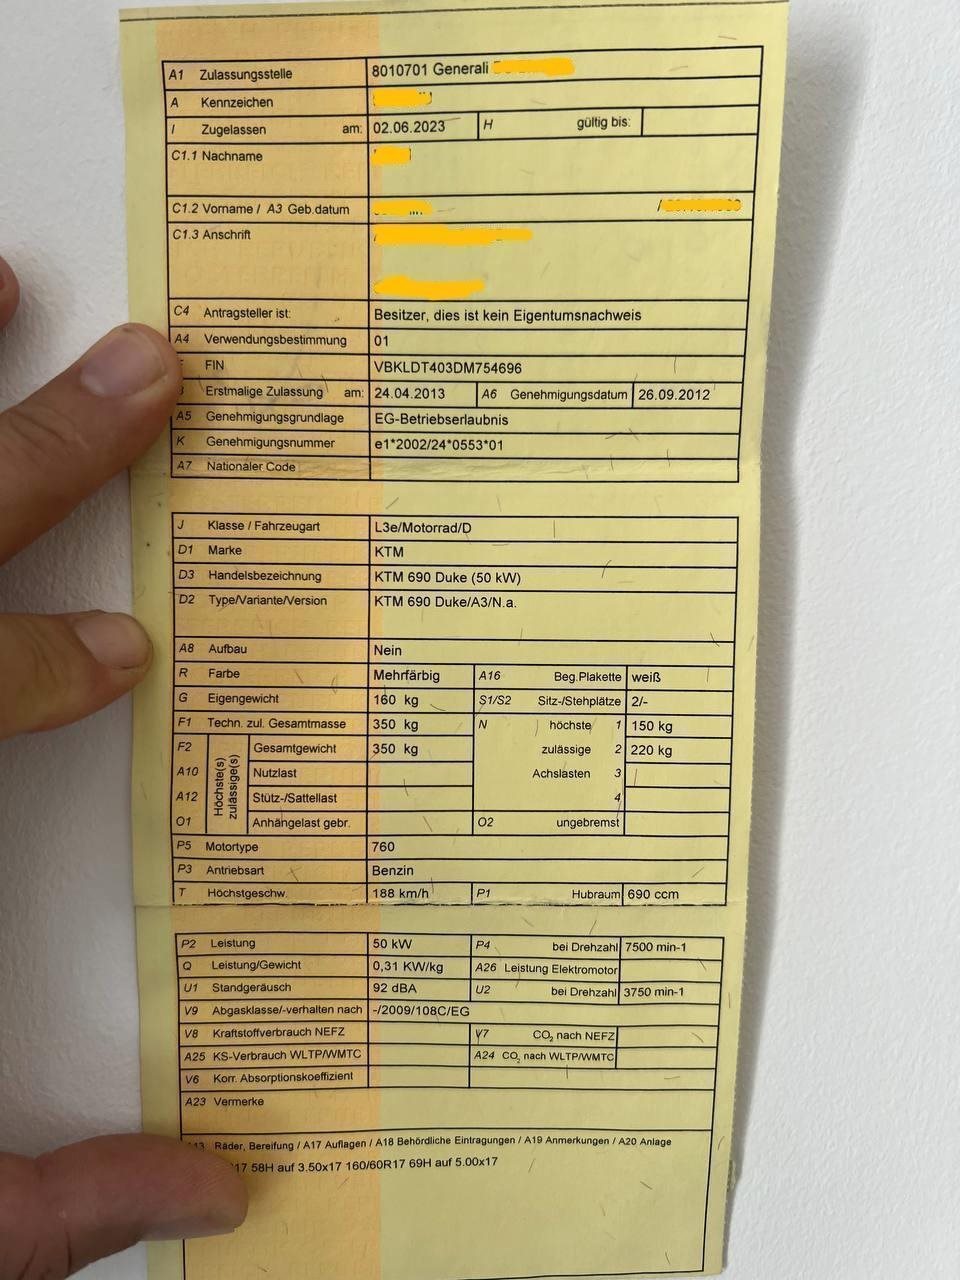 A1 Zulassungsstelle 8010701 Generali
A Kennzeichen
I Zugelassen am: 02.06.2023 H gültig bis:
C1.1 Nachname
C1.2 Vorname / A3 Geb.datum /
C1.3 Anschrift
C4 Antragsteller ist: Besitzer, dies ist kein Eigentumsnachweis
A4 Verwendungsbestimmung 01
FIN VBKLDT403DM754696
Erstmalige Zulassung am: 24.04.2013 A6 Genehmigungsdatum 26.09.2012
A5 Genehmigungsgrundlage EG-Betriebserlaubnis
K Genehmigungsnummer e1*2002/24*0553*01
A7 Nationaler Code
J Klasse / Fahrzeugart L3e/Motorrad/D
D1 Marke KTM
D3 Handelsbezeichnung KTM 690 Duke (50 kW)
D2 Type/Variante/Version KTM 690 Duke/A3/N.a.
A8 Aufbau Nein
R Farbe Mehrfärbig A16 Beg.Plakette weiß
G Eigengewicht 160 kg S1/S2 Sitz-/Stehplätze 2/-
F1 Techn. zul. Gesamtmasse 350 kg N höchste 1 150 kg
F2 Höchste(s) zulässige(s) Gesamtgewicht 350 kg zulässige 2 220 kg
A10 Nutzlast Achslasten 3
A12 Stütz-/Sattellast 4
O1 Anhängelast gebr. O2 ungebremst
P5 Motortype 760
P3 Antriebsart Benzin
T Höchstgeschw. 188 km/h P1 Hubraum 690 ccm
P2 Leistung 50 kW P4 bei Drehzahl 7500 min-1
Q Leistung/Gewicht 0,31 KW/kg A26 Leistung Elektromotor
U1 Standgeräusch 92 dBA U2 bei Drehzahl 3750 min-1
V9 Abgasklasse/-verhalten nach -/2009/108C/EG
V8 Kraftstoffverbrauch NEFZ V7 CO2 nach NEFZ
A25 KS-Verbrauch WLTP/WMTC A24 CO2 nach WLTP/WMTC
V6 Korr. Absorptionskoeffizient
A23 Vermerke
A13 Räder, Bereifung / A17 Auflagen / A18 Behördliche Eintragungen / A19 Anmerkungen / A20 Anlage
17 58H auf 3.50x17 160/60R17 69H auf 5.00x17